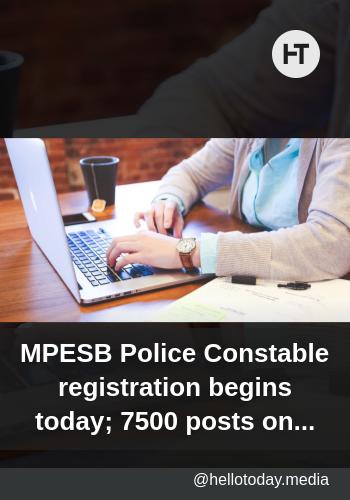 HT
MPESB Police Constable
registration begins
today; 7500 posts on...
@hellotoday.media